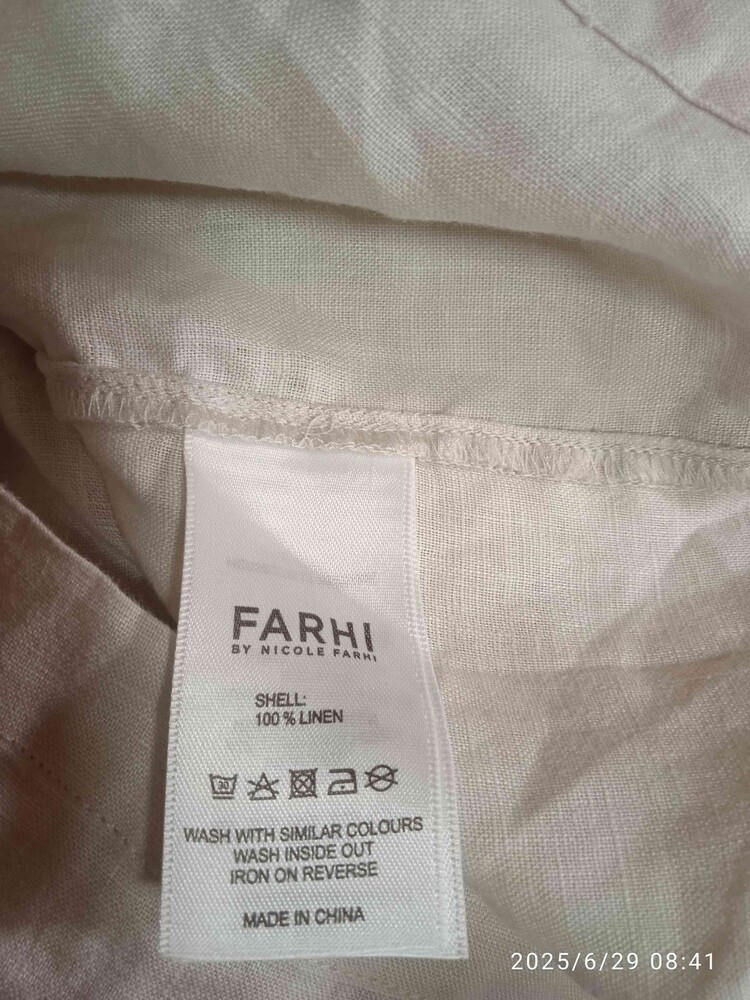 FARHI
BY NICOLE FARHI
SHELL:
100 % LINEN
30
WASH WITH SIMILAR COLOURS
WASH INSIDE OUT
IRON ON REVERSE
MADE IN CHINA
2025/6/29 08:41